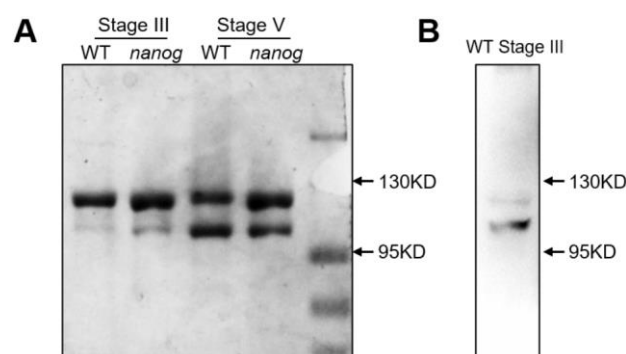 A
Stage III Stage V
WT nanog WT nanog
130KD
95KD
B
WT Stage III
130KD
95KD